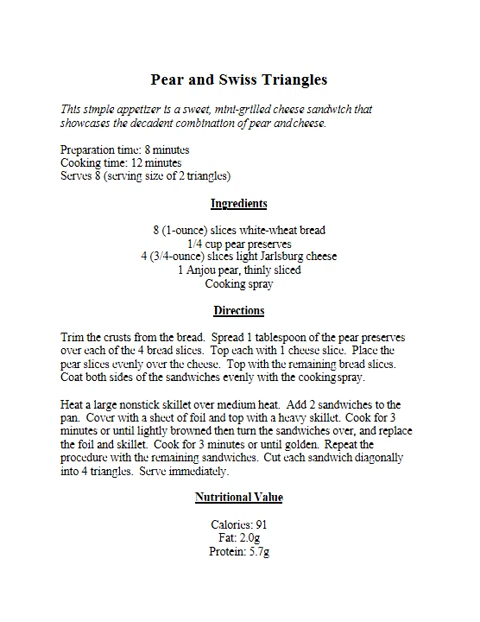 Pear and Swiss Triangles
This simple appetizer is a sweet, mini-grilled cheese sandwich that
showcases the decadent combination of pear and cheese.
Preparation time: 8 minutes
Cooking time: 12 minutes
Serves 8 (serving size of 2 triangles)
Ingredients
8 (1-ounce) slices white-wheat bread
1/4 cup pear preserves
4 (3/4-ounce) slices light Jarlsburg cheese
1 Anjou pear, thinly sliced
Cooking spray
Directions
Trim the crusts from the bread. Spread 1 tablespoon of the pear preserves
over each of the 4 bread slices. Top each with 1 cheese slice. Place the
pear slices evenly over the cheese. Top with the remaining bread slices.
Coat both sides of the sandwiches evenly with the cooking spray.
Heat a large nonstick skillet over medium heat. Add 2 sandwiches to the
pan. Cover with a sheet of foil and top with a heavy skillet. Cook for 3
minutes or until lightly browned then turn the sandwiches over, and replace
the foil and skillet. Cook for 3 minutes or until golden. Repeat the
procedure with the remaining sandwiches. Cut each sandwich diagonally
into 4 triangles. Serve immediately.
Nutritional Value
Calories: 91
Fat: 2.0g
Protein: 5.7g